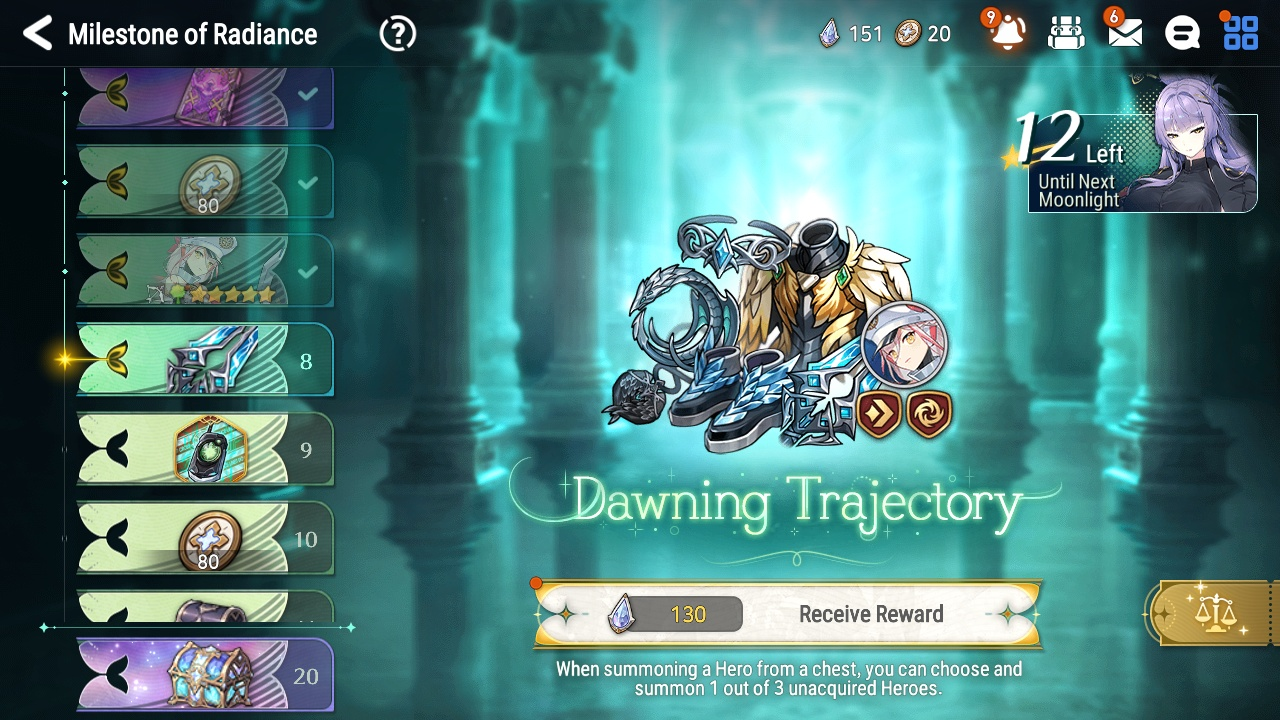 Milestone of Radiance
?
151
20
9
6
80
12 Left
Until Next
Moonlight
8
9
80
10
20
Dawning Trajectory
130
Receive Reward
When summoning a Hero from a chest, you can choose and
summon 1 out of 3 unacquired Heroes.